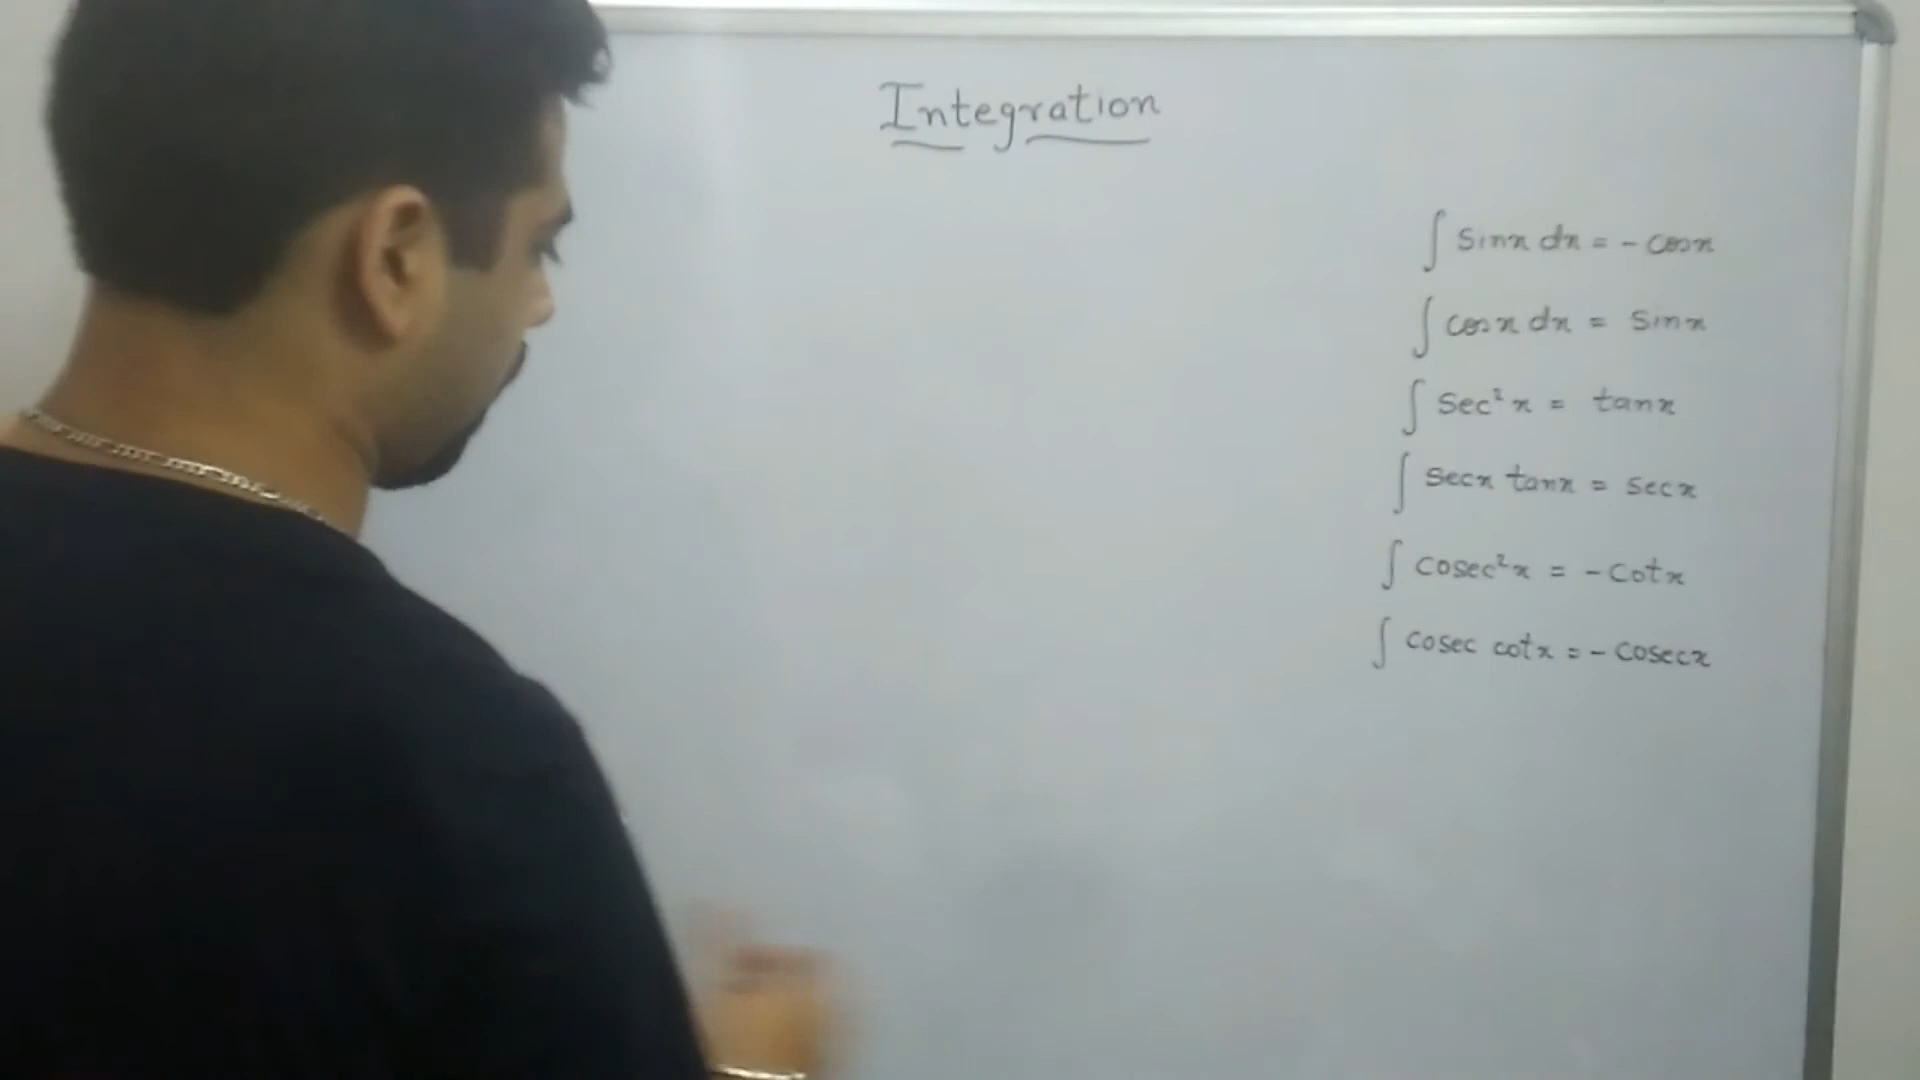 Integration
∫ sinx dx = - cosx
∫ cosx dx = sinx
∫ sec²x = tanx
∫ secx tanx = secx
∫ cosec²x = -cotx
∫ cosec cotx = - cosecx